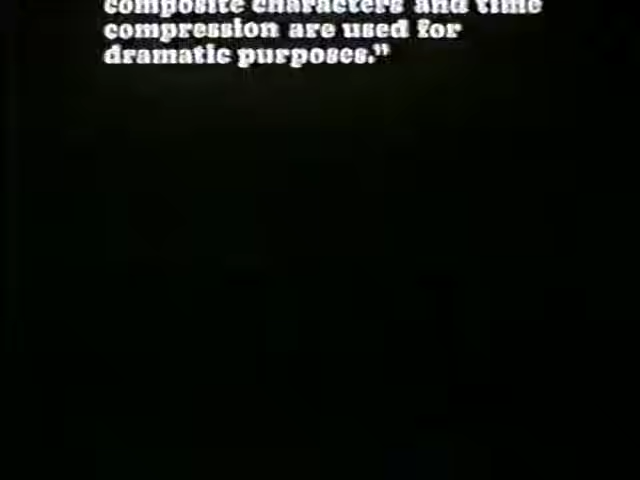 composite characters and time
compression are used for
dramatic purposes."